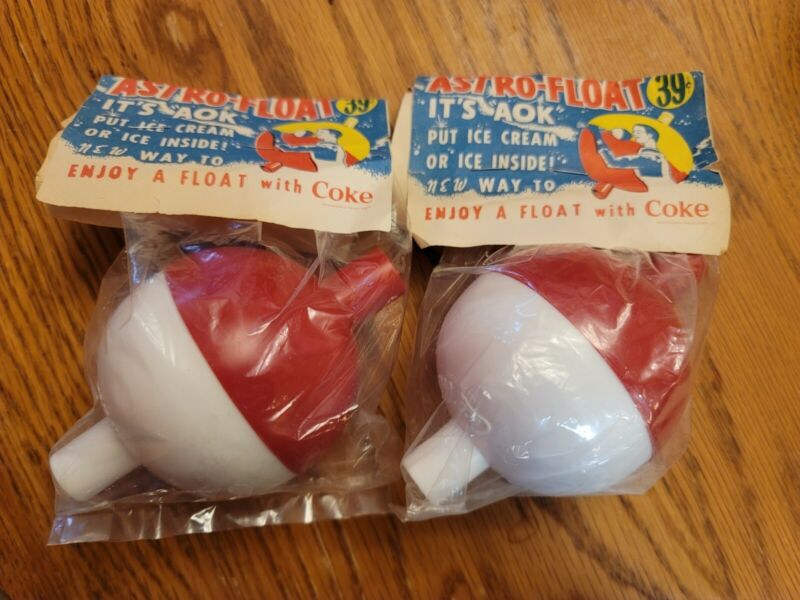 ASTRO-FLOAT 39¢
IT'S AOK
PUT ICE CREAM
OR ICE INSIDE!
NEW WAY TO
ENJOY A FLOAT with Coke
ASTRO-FLOAT 39¢
IT'S AOK
PUT ICE CREAM
OR ICE INSIDE!
NEW WAY TO
ENJOY A FLOAT with Coke